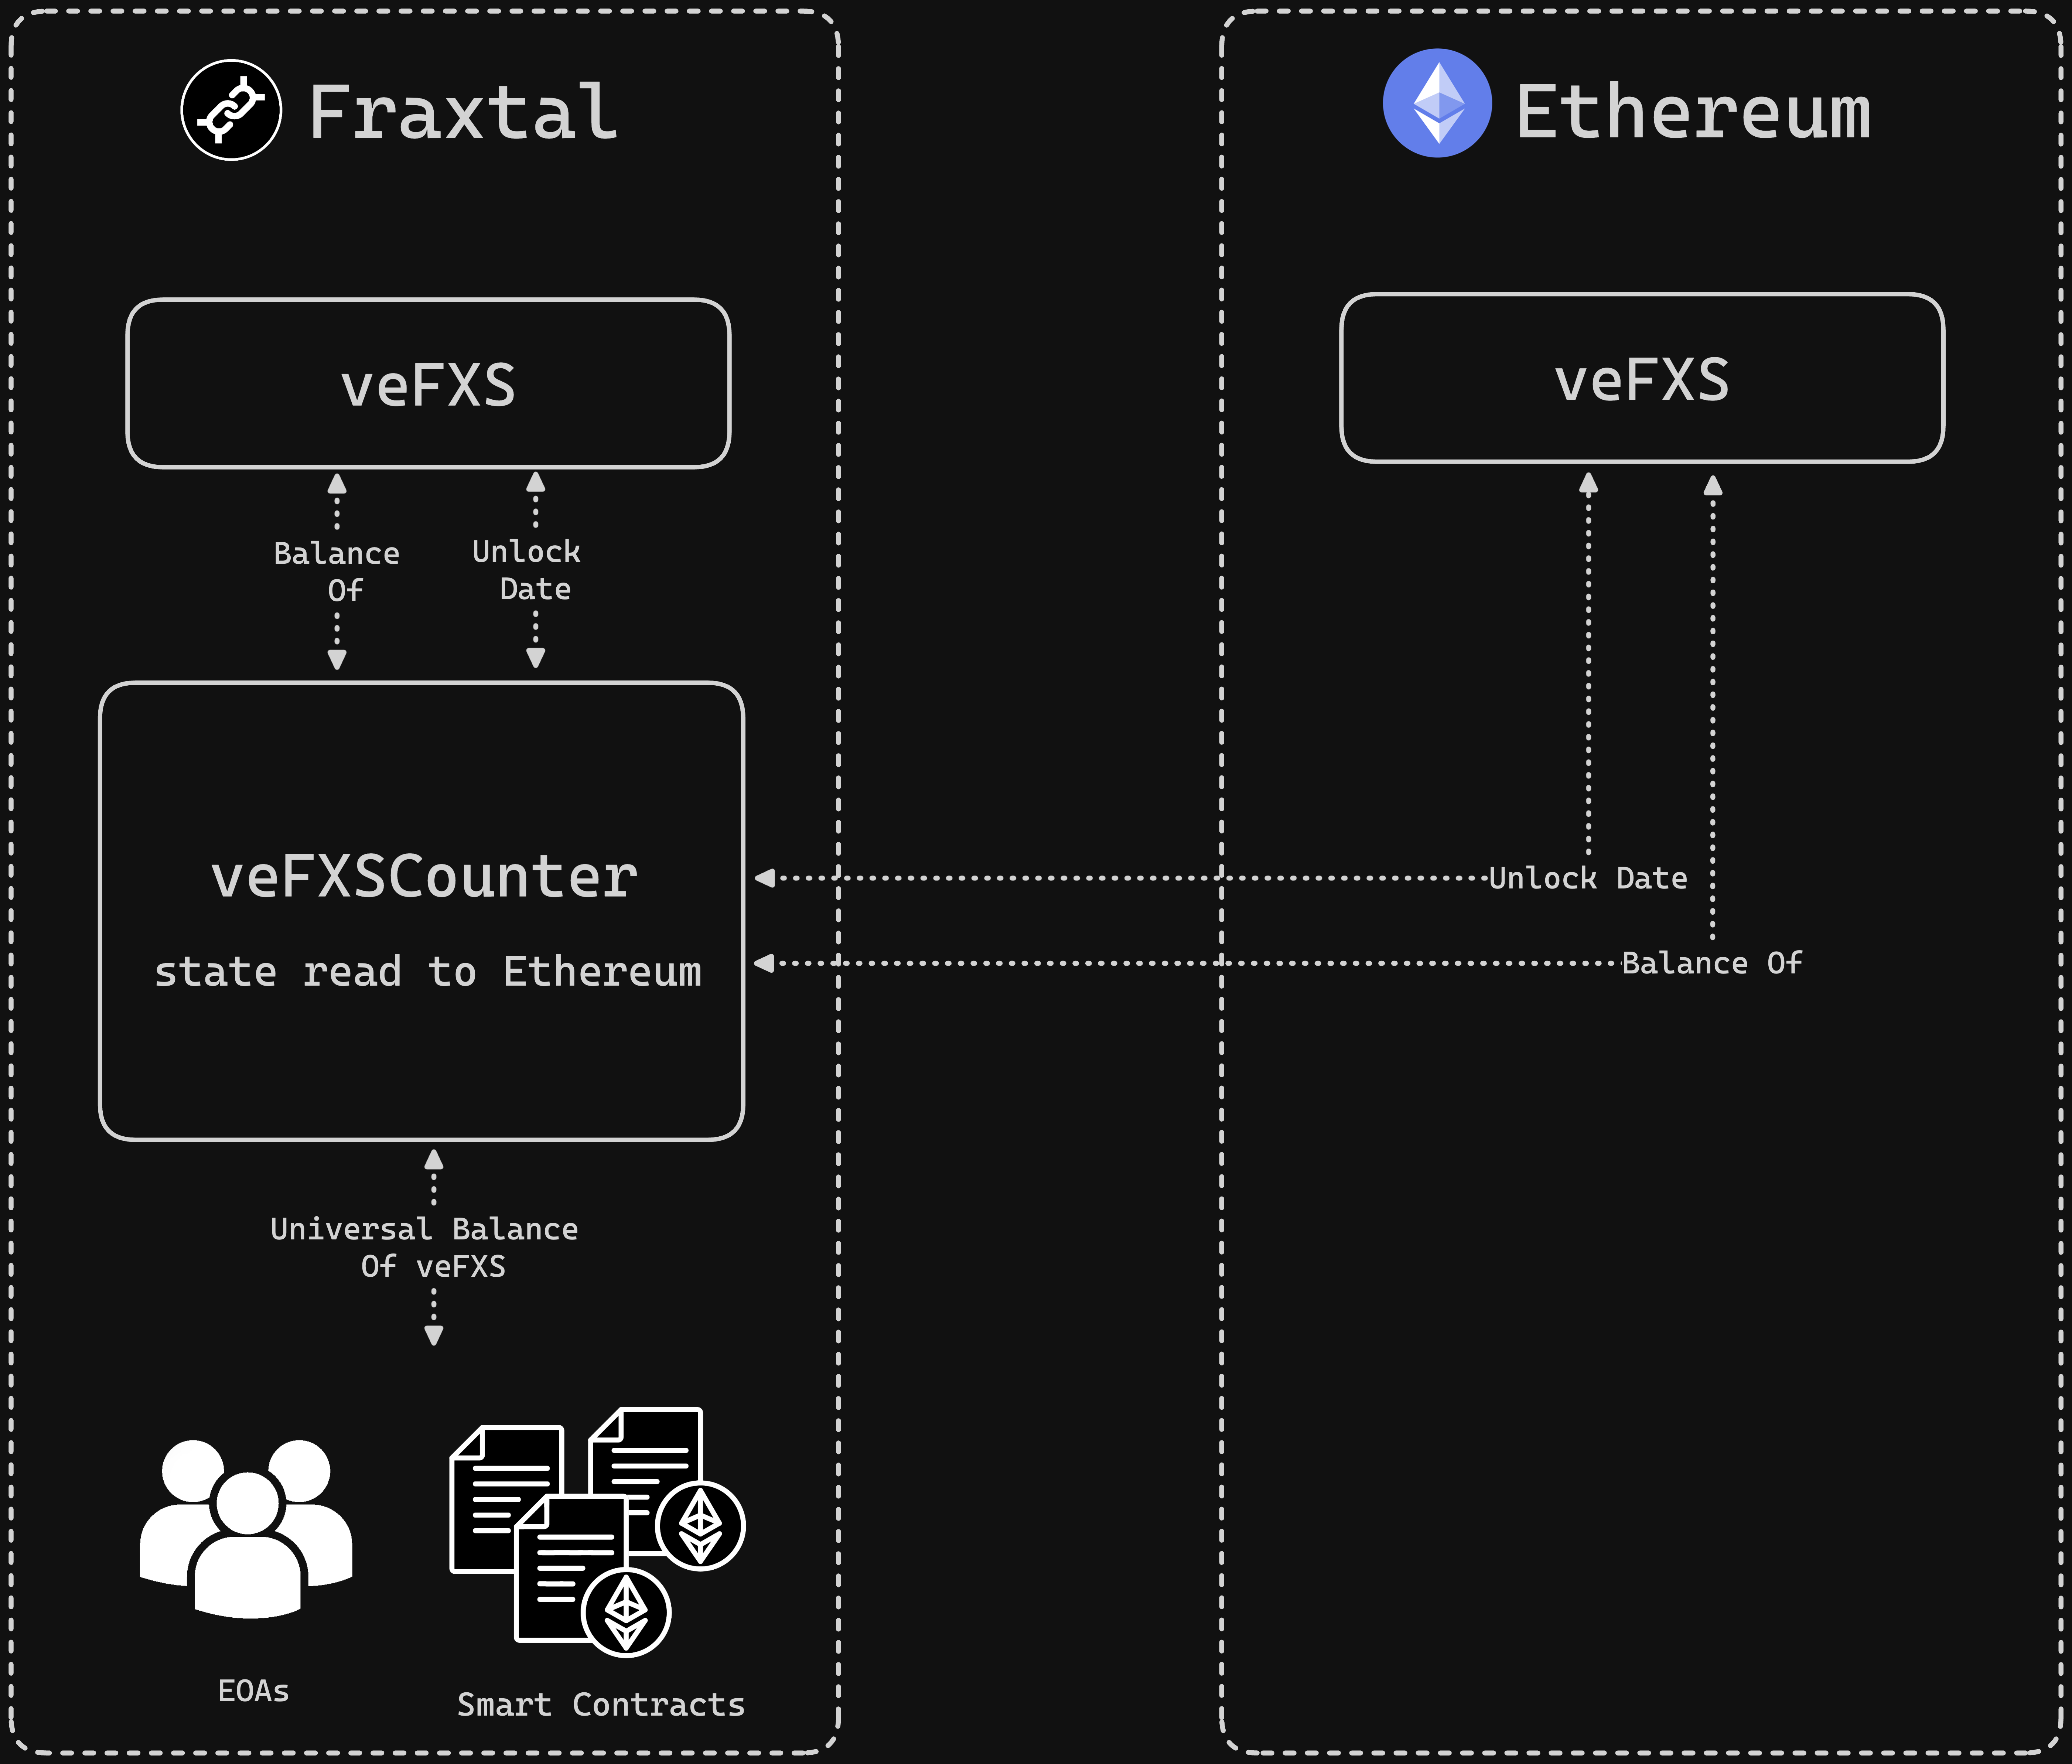 Fraxtal
Ethereum
veFXS
veFXS
Balance
Of
Unlock
Date
veFXSCounter
state read to Ethereum
Unlock Date
Balance Of
Universal Balance
Of veFXS
EOAs
Smart Contracts